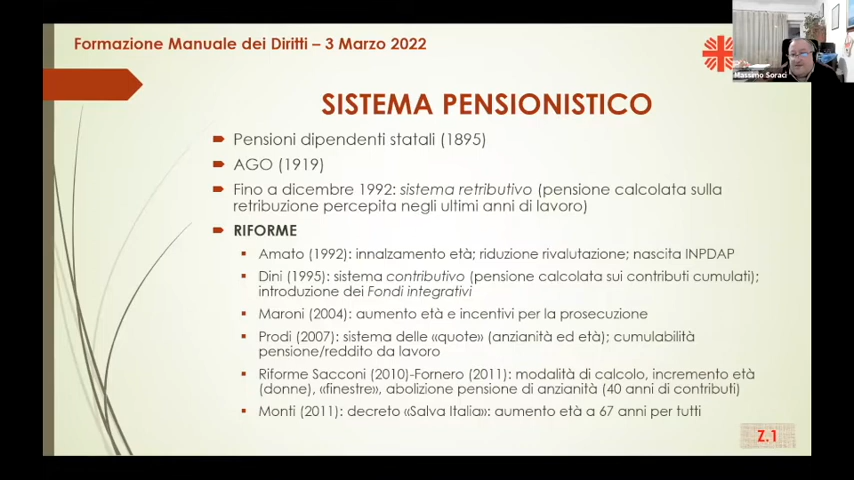 Formazione Manuale dei Diritti – 3 Marzo 2022
Massimo Soraci
SISTEMA PENSIONISTICO
Pensioni dipendenti statali (1895)
AGO (1919)
Fino a dicembre 1992: sistema retributivo (pensione calcolata sulla
retribuzione percepita negli ultimi anni di lavoro)
RIFORME
Amato (1992): innalzamento età; riduzione rivalutazione; nascita INPDAP
Dini (1995): sistema contributivo (pensione calcolata sui contributi cumulati);
introduzione dei Fondi integrativi
Maroni (2004): aumento età e incentivi per la prosecuzione
Prodi (2007): sistema delle «quote» (anzianità ed età); cumulabilità
pensione/reddito da lavoro
Riforme Sacconi (2010)-Fornero (2011): modalità di calcolo, incremento età
(donne), «finestre», abolizione pensione di anzianità (40 anni di contributi)
Monti (2011): decreto «Salva Italia»: aumento età a 67 anni per tutti
Z.1